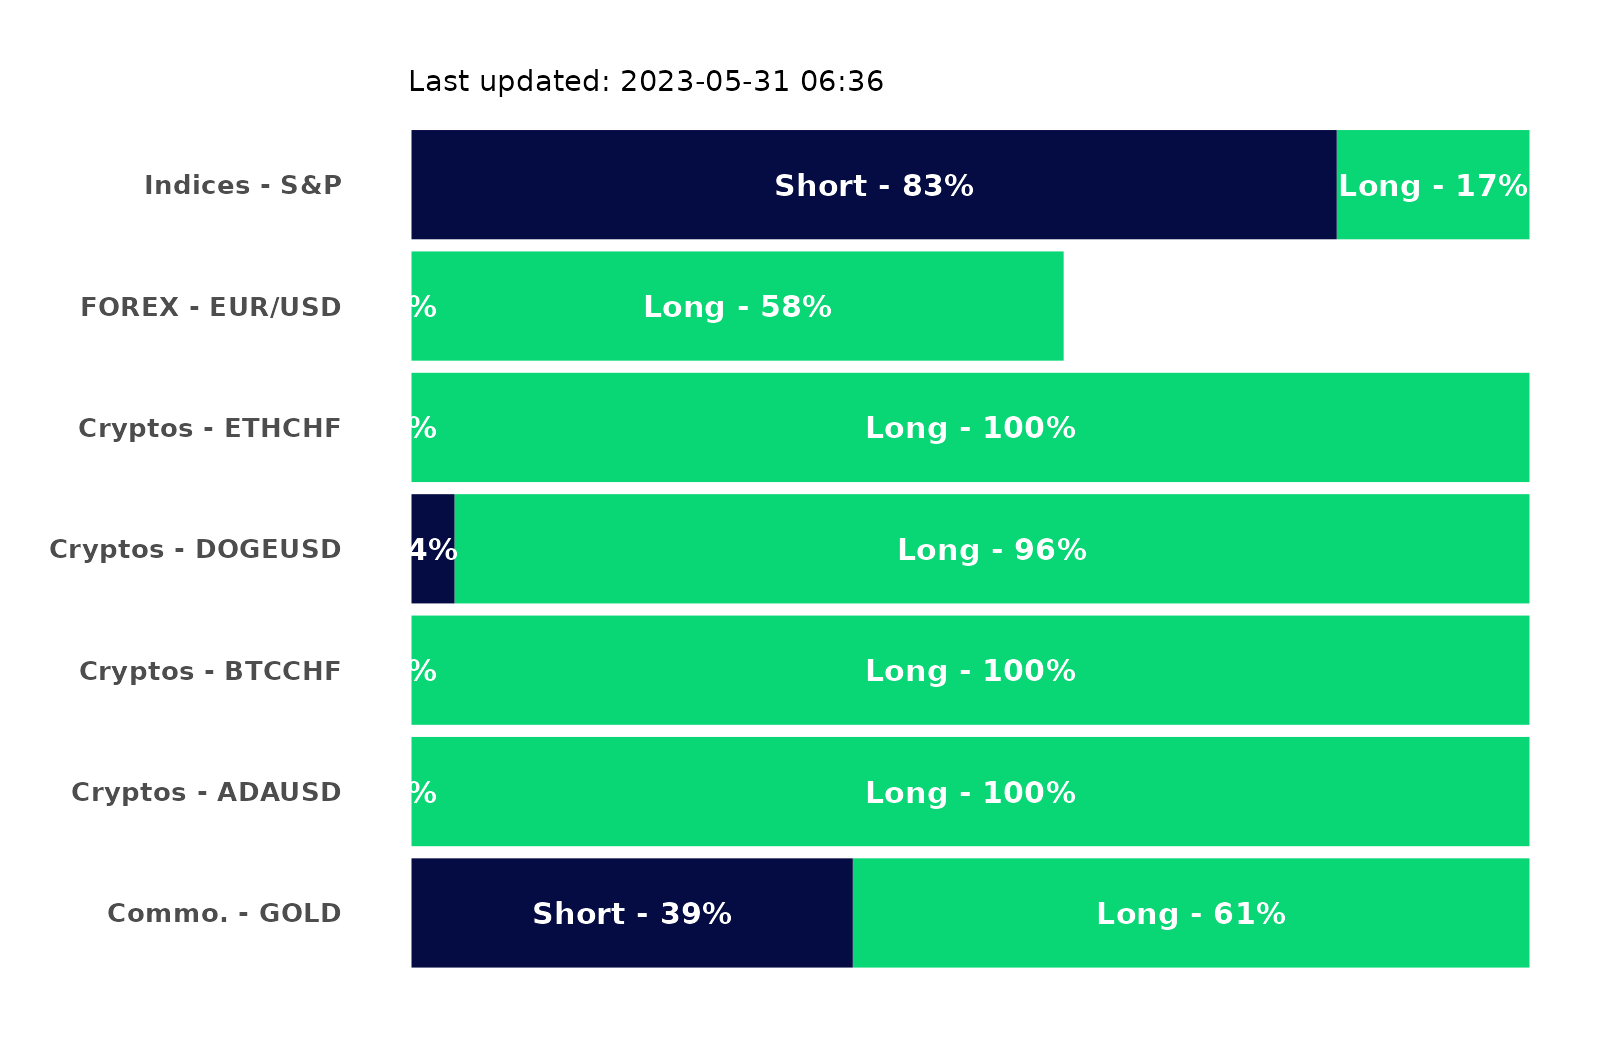 Last updated: 2023-05-31 06:36
Indices - S&P Short - 83% Long - 17%
FOREX - EUR/USD % Long - 58%
Cryptos - ETHCHF % Long - 100%
Cryptos - DOGEUSD 4% Long - 96%
Cryptos - BTCCHF % Long - 100%
Cryptos - ADAUSD % Long - 100%
Commo. - GOLD Short - 39% Long - 61%